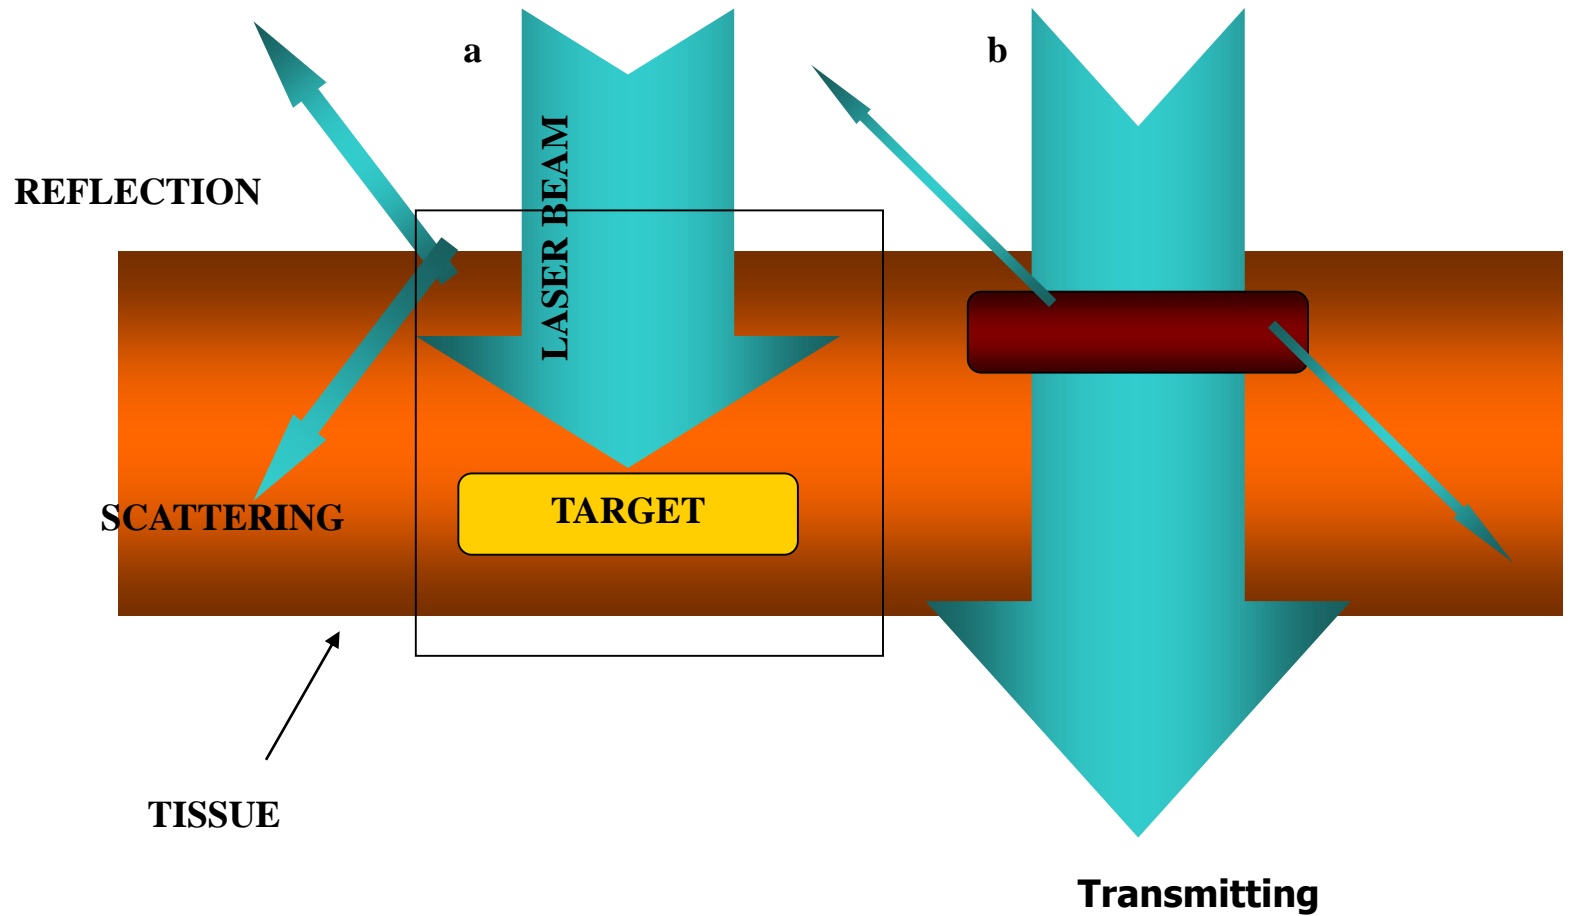 a
b
LASER BEAM
REFLECTION
SCATTERING
TARGET
TISSUE
Transmitting